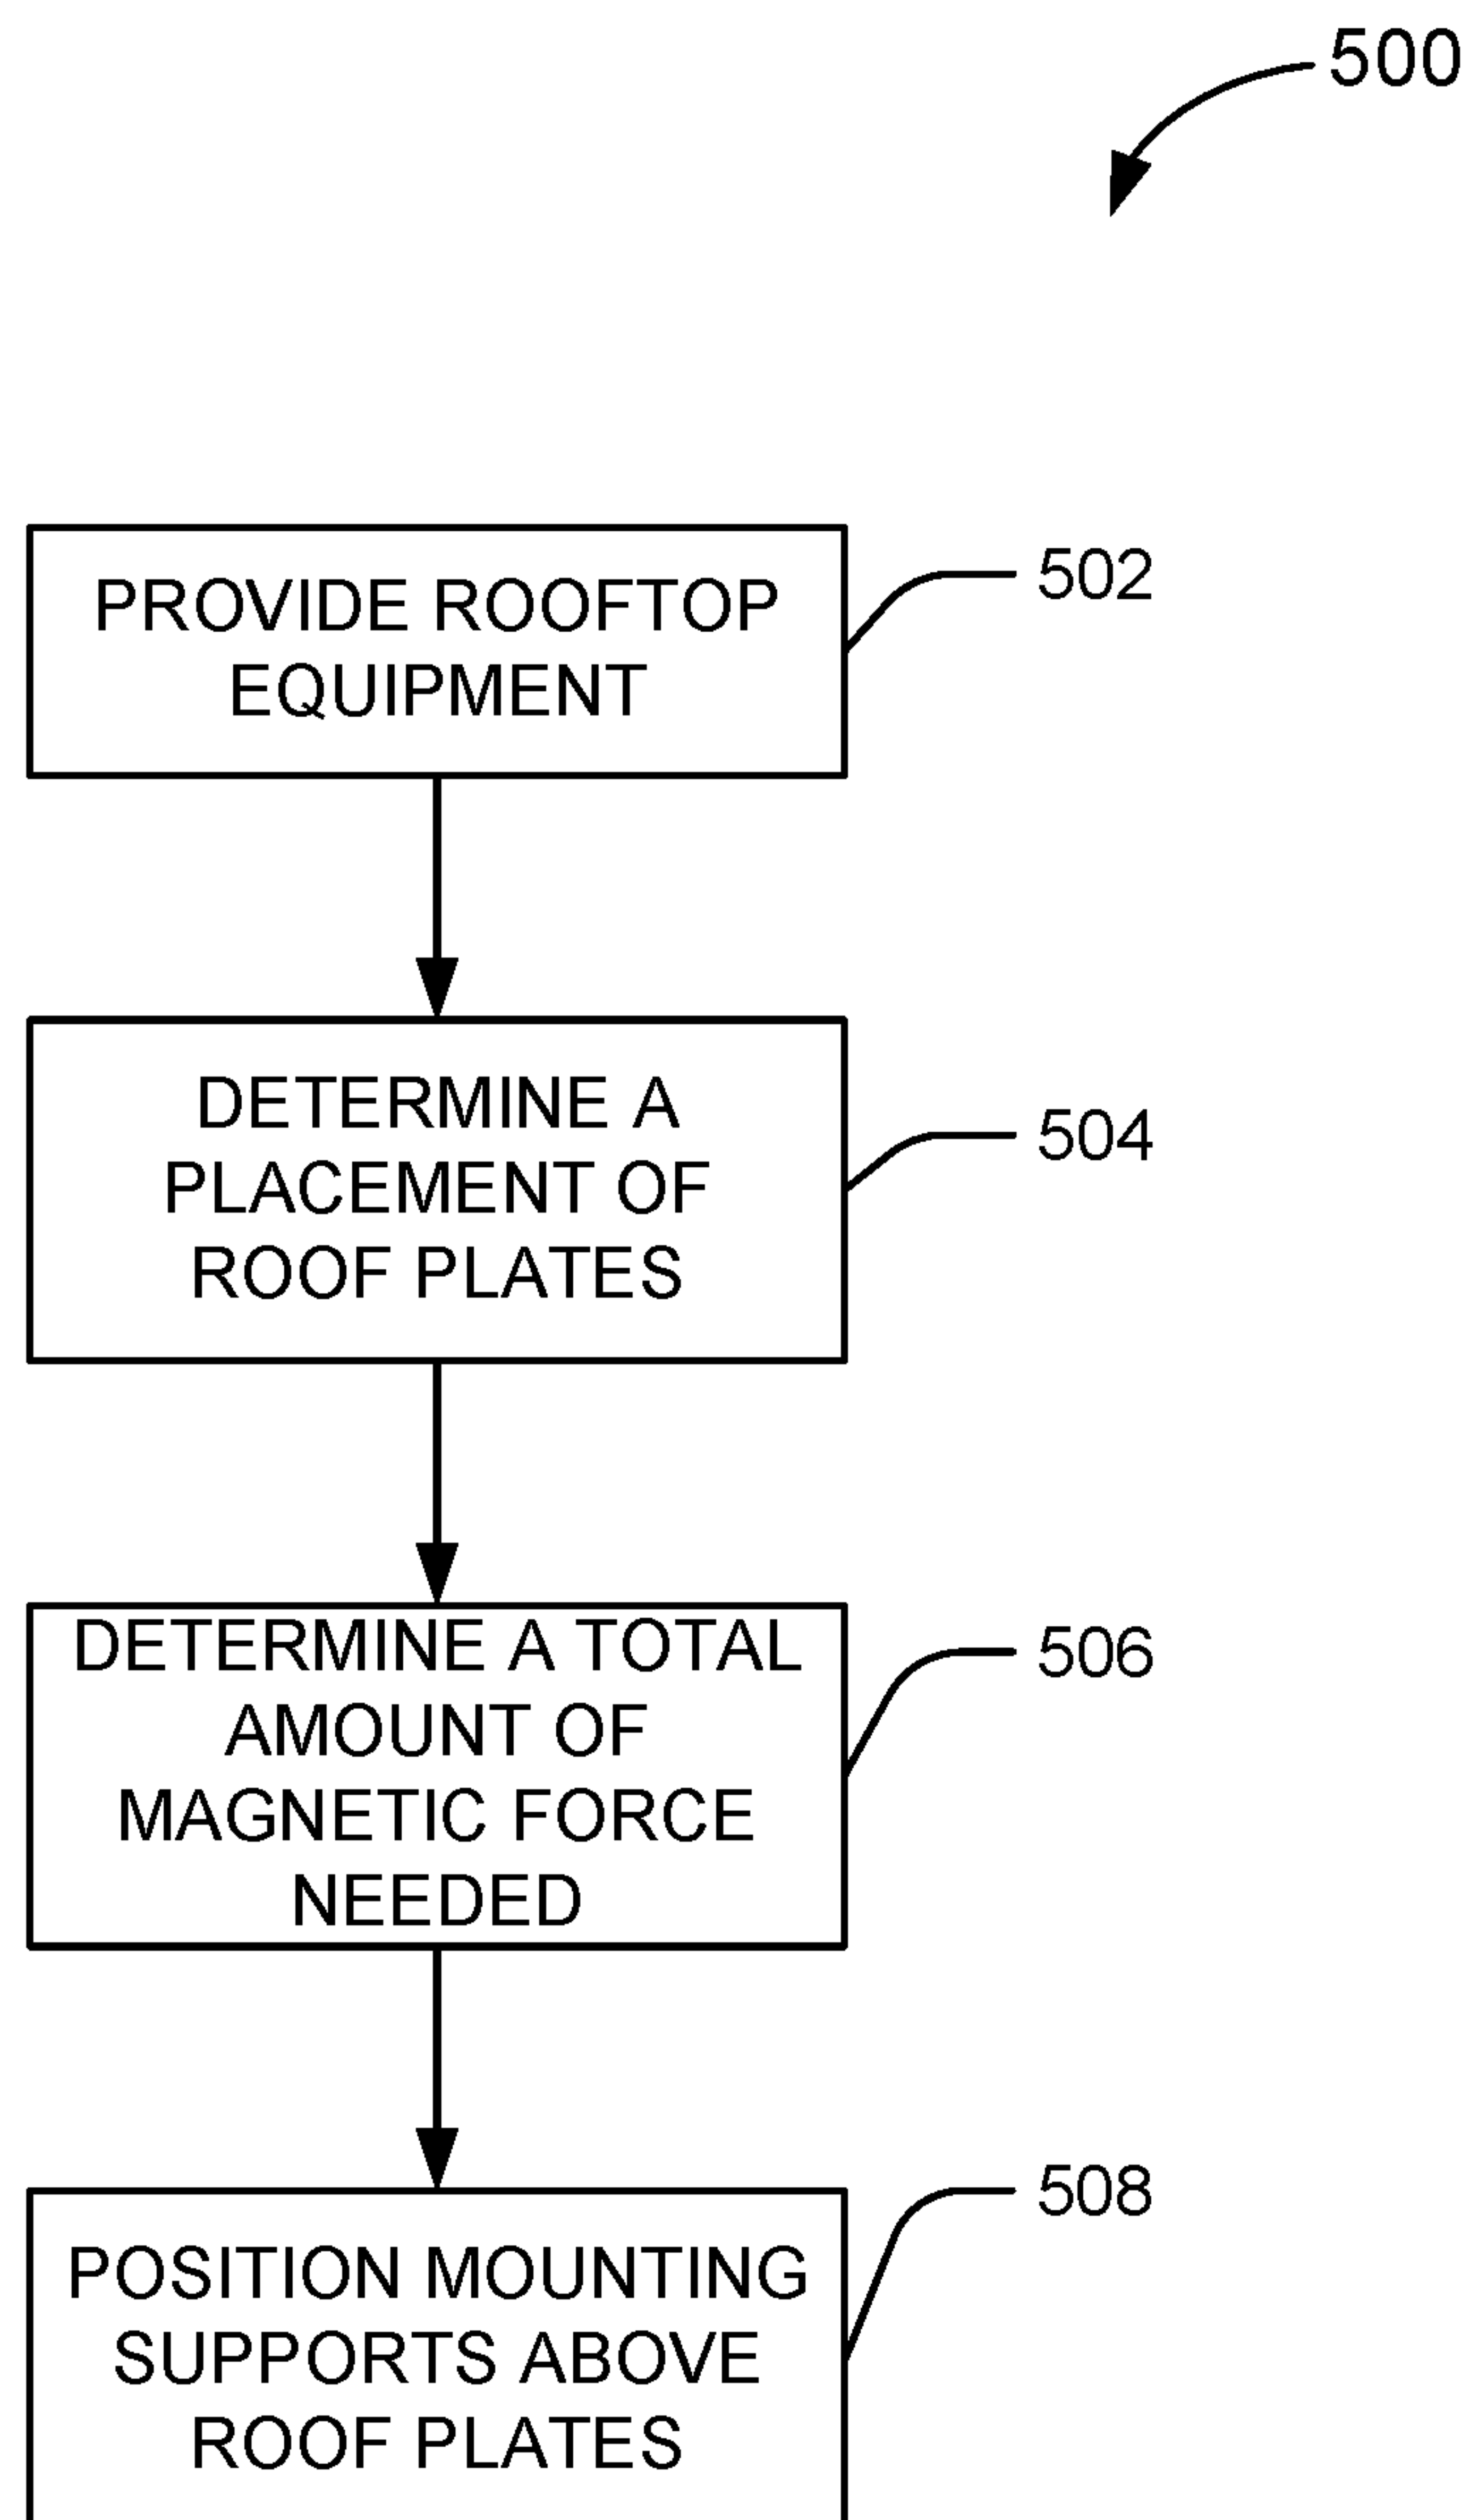 500
PROVIDE ROOFTOP
EQUIPMENT
502
DETERMINE A
PLACEMENT OF
ROOF PLATES
504
DETERMINE A TOTAL
AMOUNT OF
MAGNETIC FORCE
NEEDED
506
POSITION MOUNTING
SUPPORTS ABOVE
ROOF PLATES
508